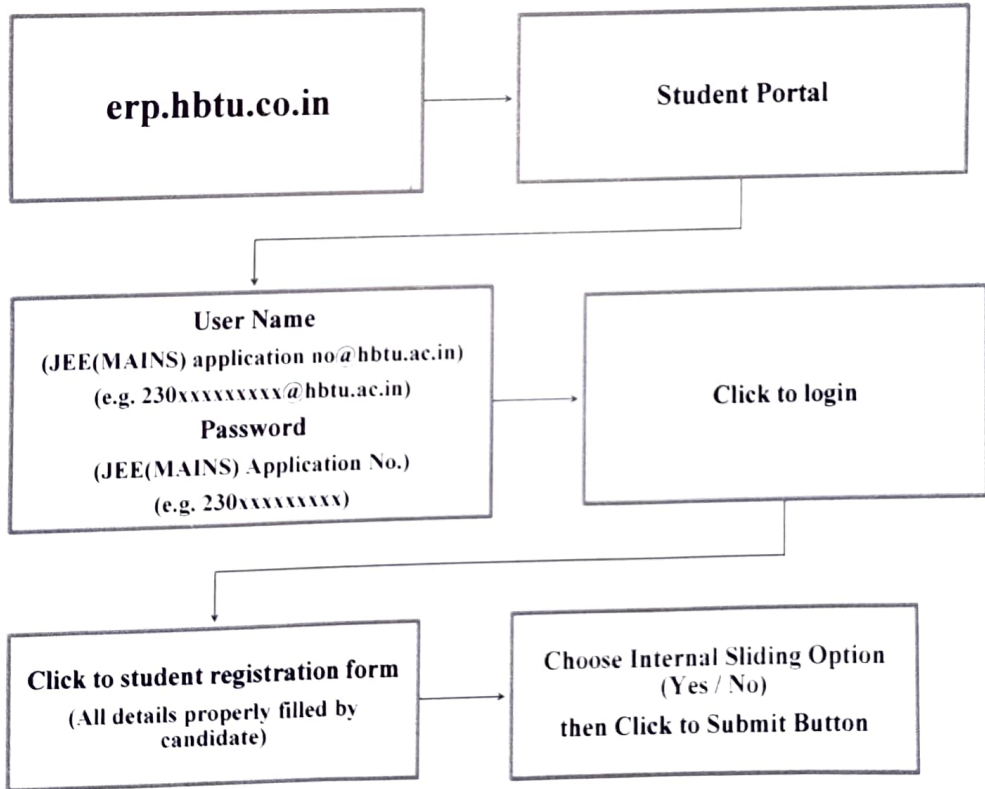 erp.hbtu.co.in
Student Portal
User Name
(JEE(MAINS) application no@hbtu.ac.in)
(e.g. 230xxxxxxxxx@hbtu.ac.in)
Password
(JEE(MAINS) Application No.)
(e.g. 230xxxxxxxxx)
Click to login
Click to student registration form
(All details properly filled by
candidate)
Choose Internal Sliding Option
(Yes / No)
then Click to Submit Button